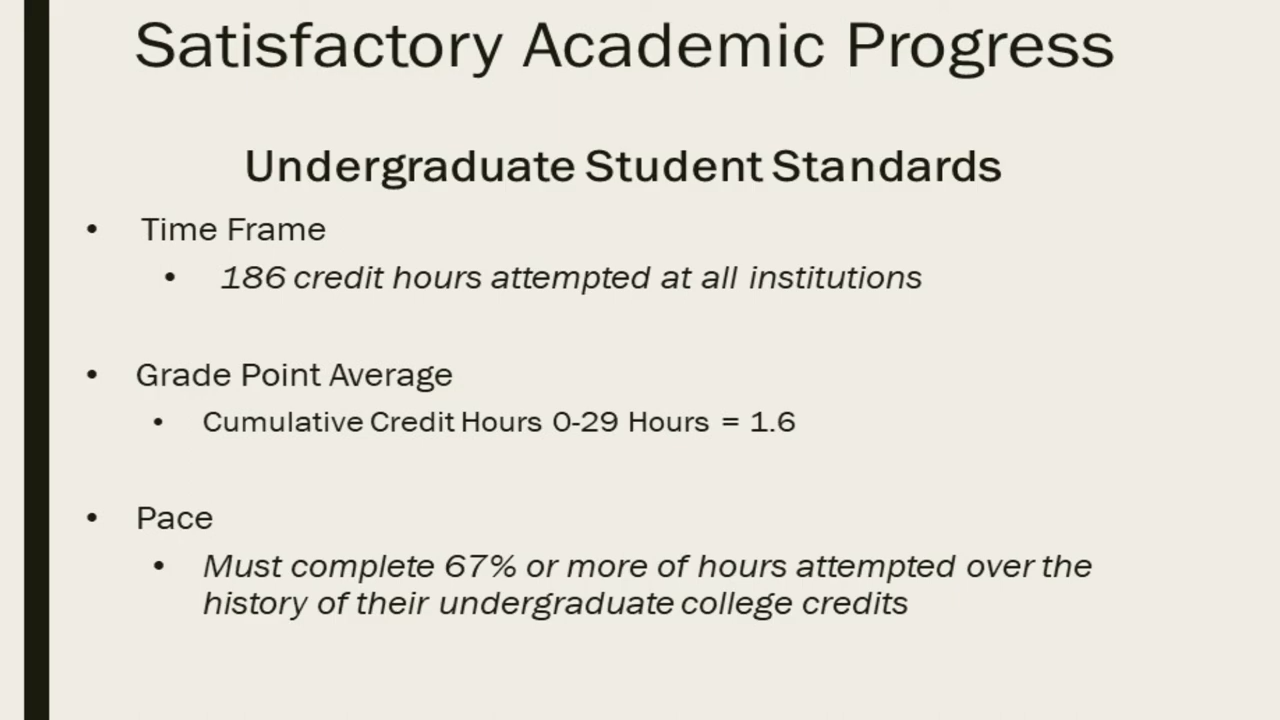 Satisfactory Academic Progress
Undergraduate Student Standards
• Time Frame
• 186 credit hours attempted at all institutions
• Grade Point Average
• Cumulative Credit Hours 0-29 Hours = 1.6
• Pace
• Must complete 67% or more of hours attempted over the
history of their undergraduate college credits